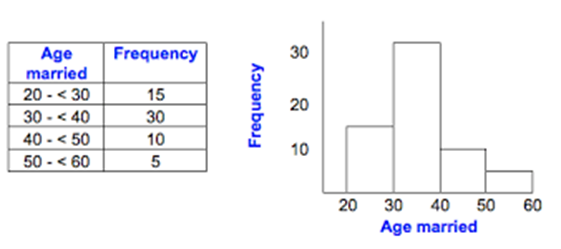 Age married Frequency
20 - < 30 15
30 - < 40 30
40 - < 50 10
50 - < 60 5
Frequency
30
20
10
20 30 40 50 60
Age married